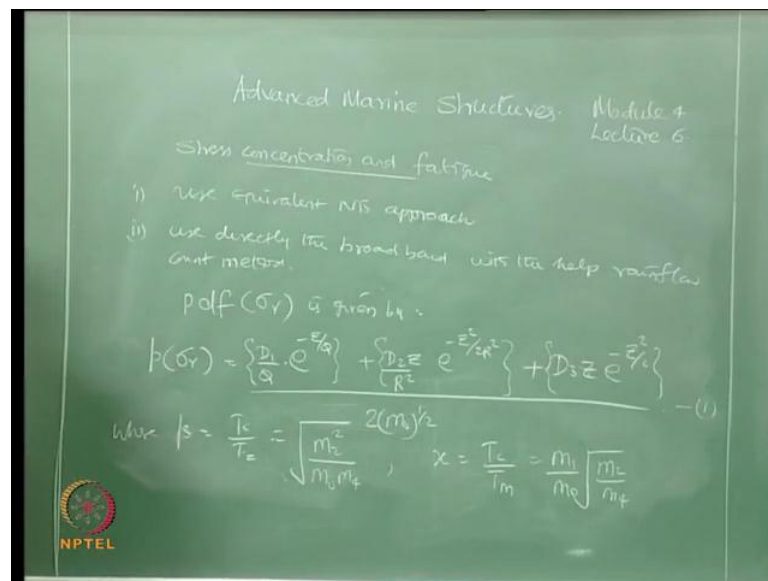 Advanced Marine Structures. Module 4
Lecture 6
Stress concentration and fatigue
i) Use equivalent NB approach
ii) use directly the broad band with the help rainflow
count method.
pdf (σr) is given by:
p(σr) = {D1/Q · e^(-z/Q)} + {D2z/R² e^(-z²/2R²)} + {D3z e^(-z²/2)} — (1)
2(m0)^1/2
where β = Tc/Tz = √(m2²/(m0m4)), x = Tc/Tm = m1/m0 √(m2/m4)
NPTEL